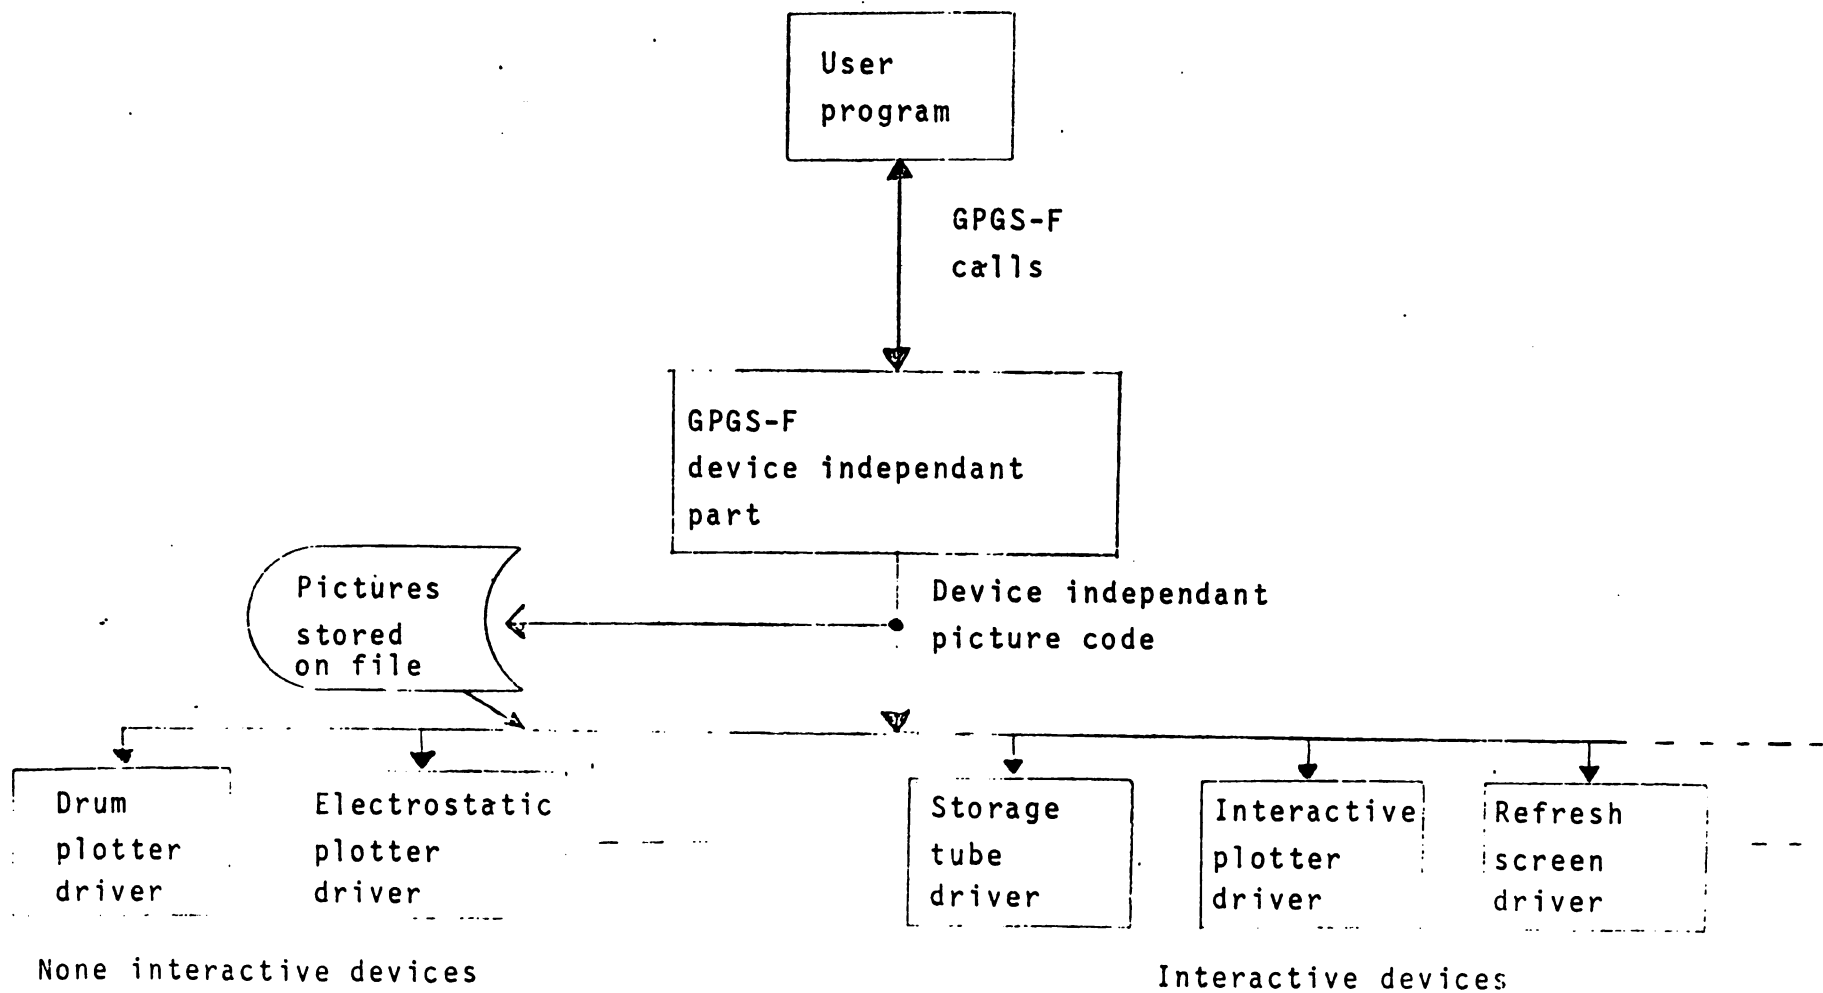 User
program
GPGS-F
calls
GPGS-F
device independant
part
Pictures
stored
on file
Device independant
picture code
Drum
plotter
driver
Electrostatic
plotter
driver
Storage
tube
driver
Interactive
plotter
driver
Refresh
screen
driver
None interactive devices
Interactive devices